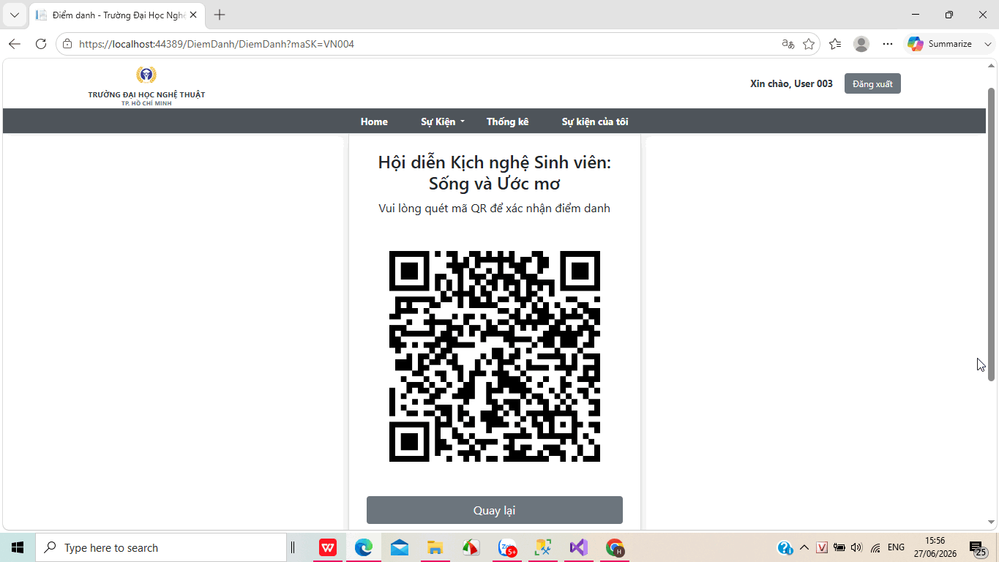 Điểm danh - Trường Đại Học Nghệ
https://localhost:44389/DiemDanh/DiemDanh?maSK=VN004
Summarize
TRƯỜNG ĐẠI HỌC NGHỆ THUẬT
TP. HỒ CHÍ MINH
Xin chào, User 003
Đăng xuất
Home
Sự Kiện
Thống kê
Sự kiện của tôi
Hội diễn Kịch nghệ Sinh viên:
Sống và Ước mơ
Vui lòng quét mã QR để xác nhận điểm danh
Quay lại
Type here to search
5+
H
ENG
15:56
27/06/2026
25